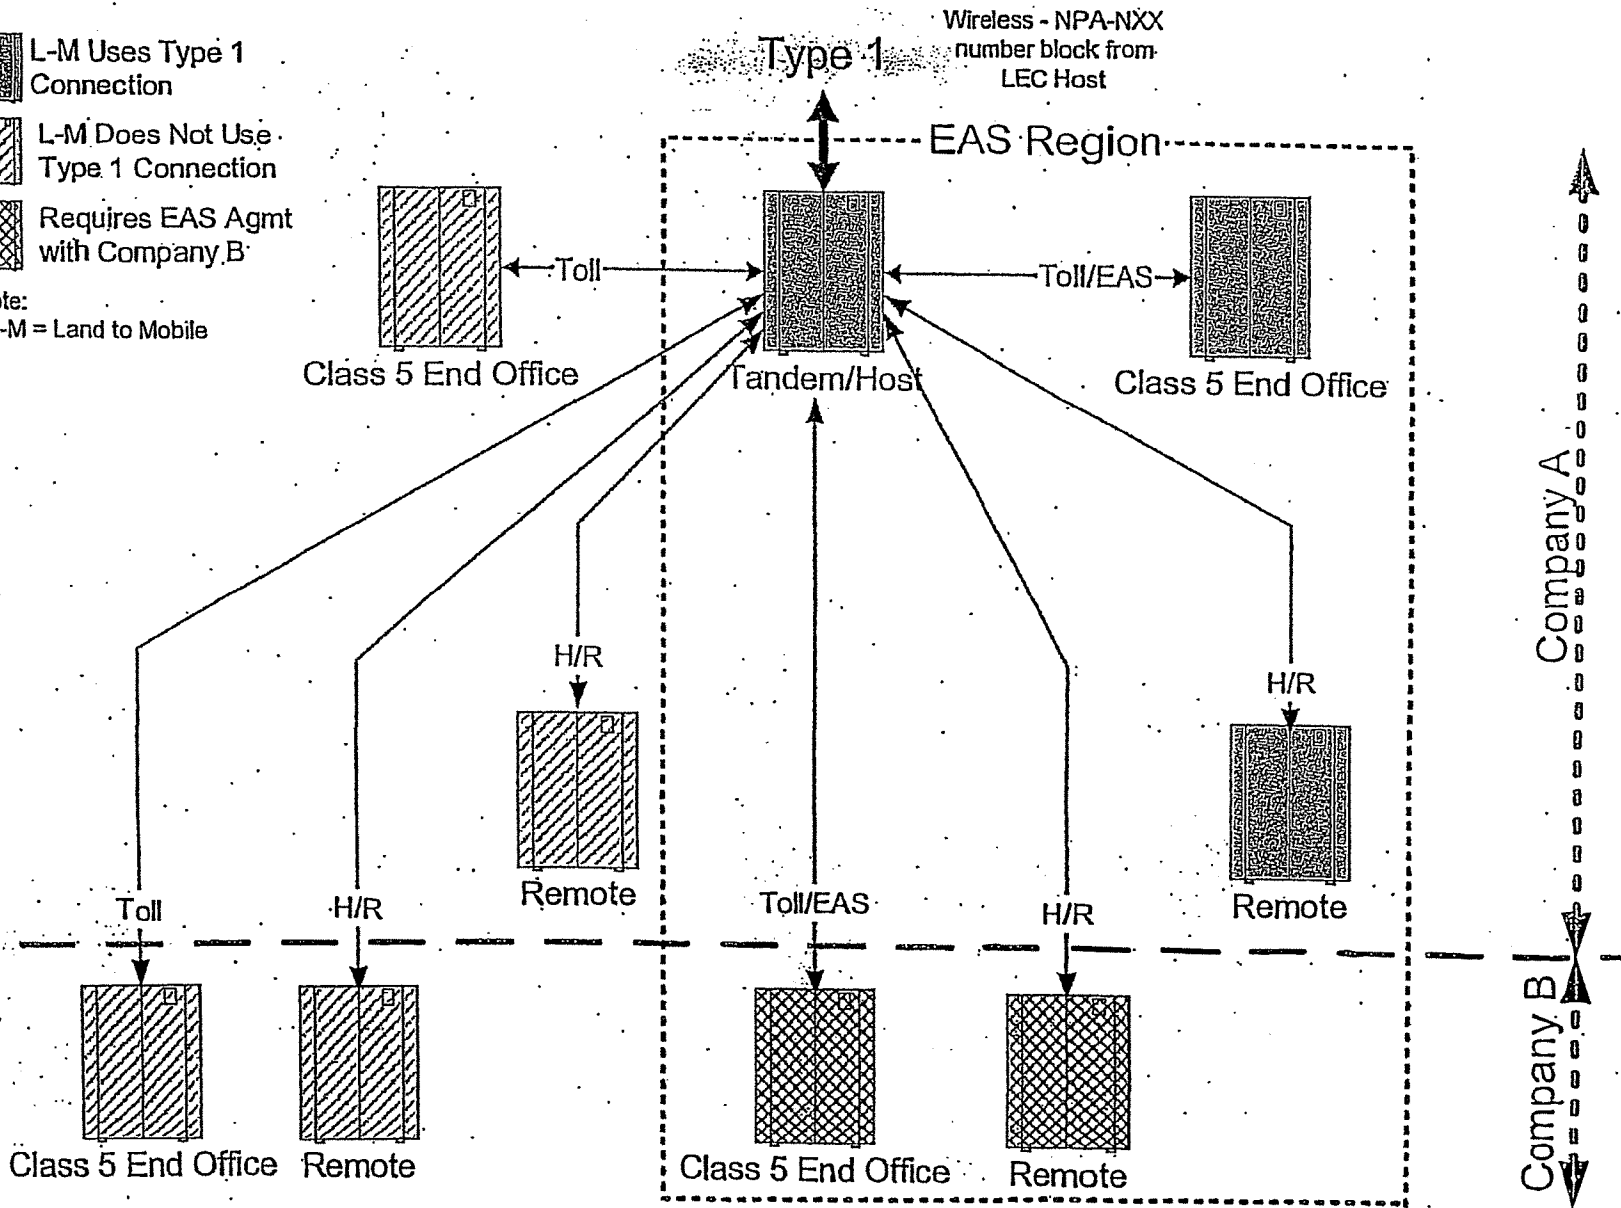 L-M Uses Type 1
Connection
L-M Does Not Use
Type 1 Connection
Requires EAS Agmt
with Company B
te:
-M = Land to Mobile
Type 1
Wireless - NPA-NXX
number block from
LEC Host
EAS Region
Toll
Toll/EAS
Class 5 End Office
Tandem/Host
Class 5 End Office
Company A
H/R
H/R
Remote
Remote
Toll
H/R
Toll/EAS
H/R
Company B
Class 5 End Office
Remote
Class 5 End Office
Remote